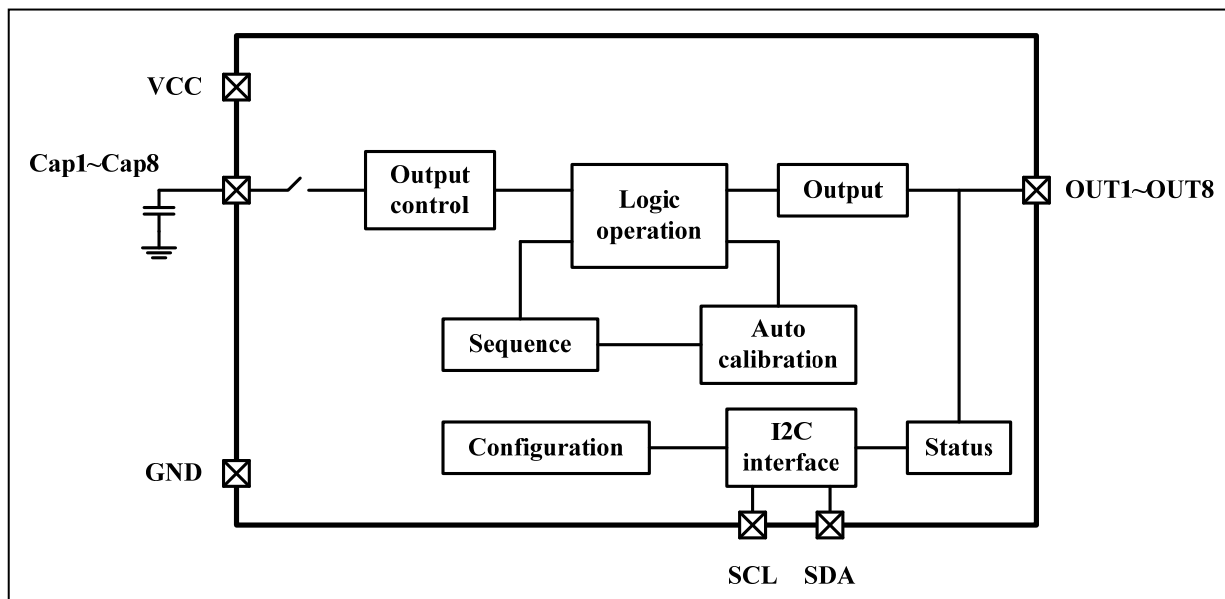 VCC
Cap1~Cap8
Output
control
Logic
operation
Output
OUT1~OUT8
Sequence
Auto
calibration
Configuration
I2C
interface
Status
GND
SCL
SDA